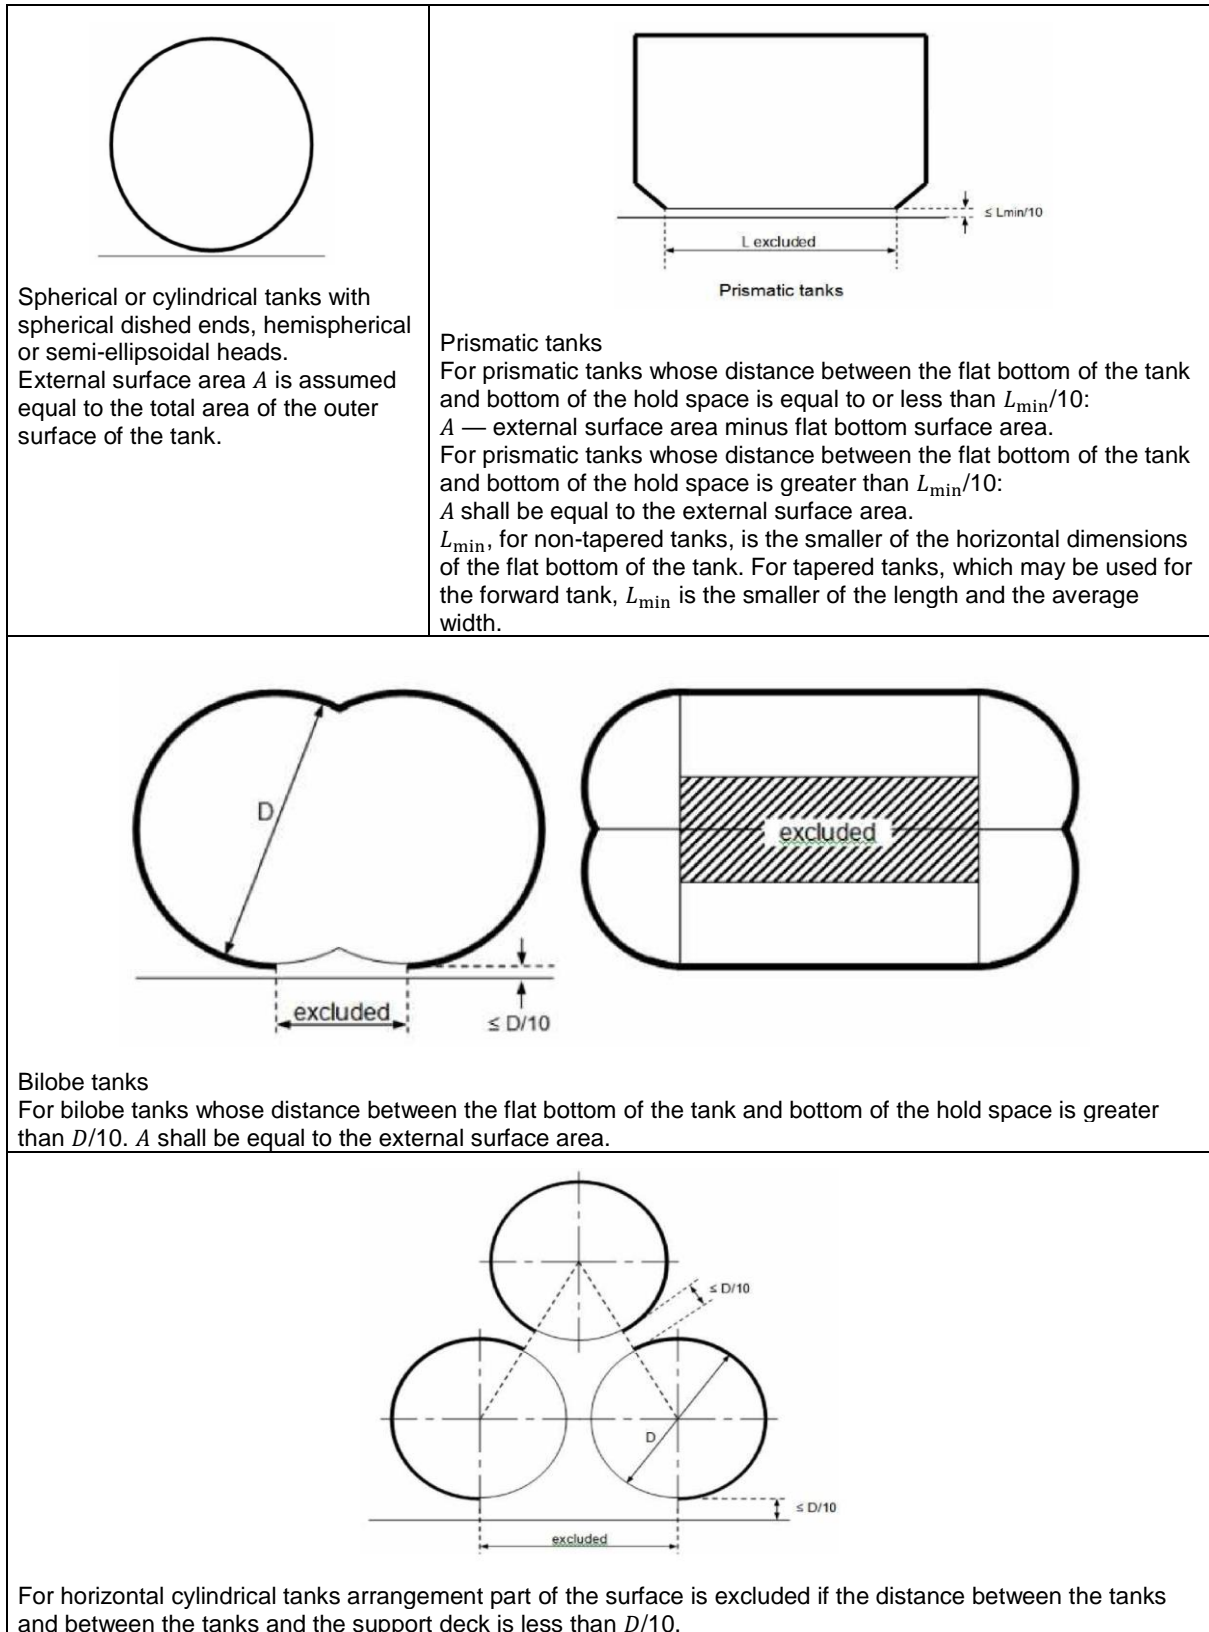 ≤ Lmin/10
L excluded
Prismatic tanks
Spherical or cylindrical tanks with
spherical dished ends, hemispherical
or semi-ellipsoidal heads.
External surface area A is assumed
equal to the total area of the outer
surface of the tank.
Prismatic tanks
For prismatic tanks whose distance between the flat bottom of the tank
and bottom of the hold space is equal to or less than Lmin/10:
A — external surface area minus flat bottom surface area.
For prismatic tanks whose distance between the flat bottom of the tank
and bottom of the hold space is greater than Lmin/10:
A shall be equal to the external surface area.
Lmin, for non-tapered tanks, is the smaller of the horizontal dimensions
of the flat bottom of the tank. For tapered tanks, which may be used for
the forward tank, Lmin is the smaller of the length and the average
width.
D
excluded
excluded
≤ D/10
Bilobe tanks
For bilobe tanks whose distance between the flat bottom of the tank and bottom of the hold space is greater
than D/10. A shall be equal to the external surface area.
≤ D/10
D
≤ D/10
excluded
For horizontal cylindrical tanks arrangement part of the surface is excluded if the distance between the tanks
and between the tanks and the support deck is less than D/10.